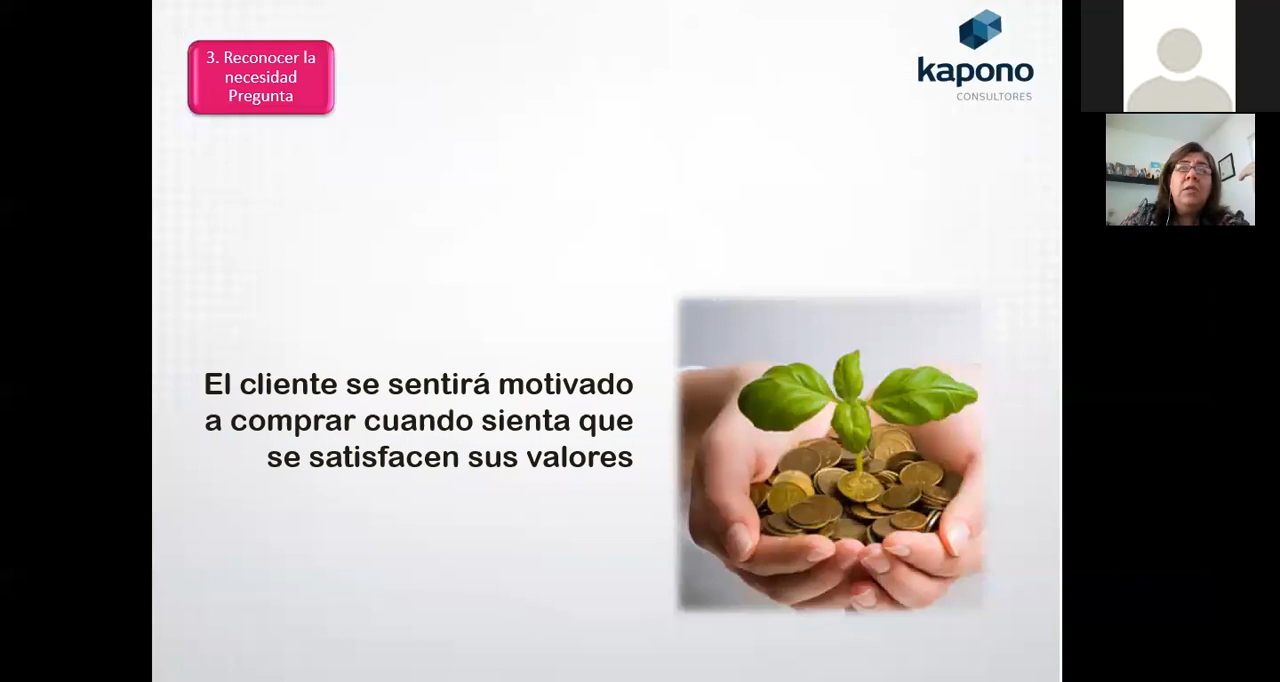 3. Reconocer la
necesidad
Pregunta
kapono
CONSULTORES
El cliente se sentirá motivado
a comprar cuando sienta que
se satisfacen sus valores